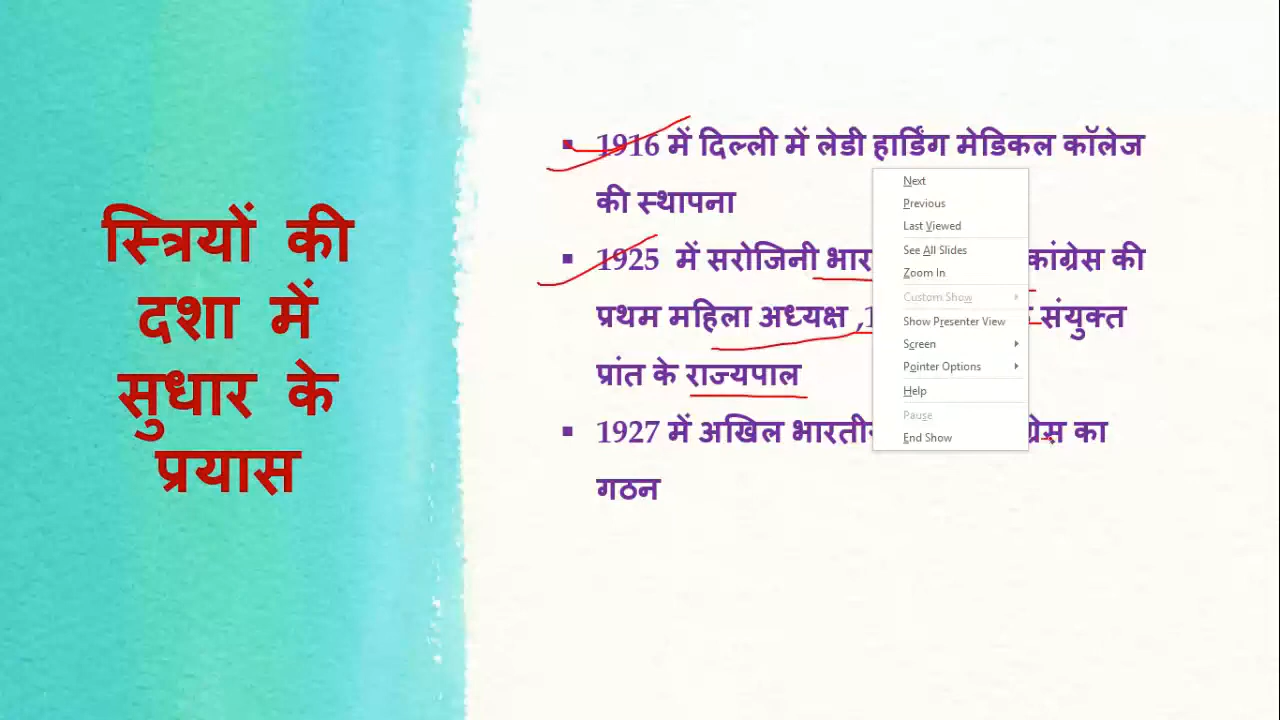 स्त्रियों की
दशा में
सुधार के
प्रयास
1916 में दिल्ली में लेडी हार्डिंग मेडिकल कॉलेज
की स्थापना
1925 में सरोजिनी कांग्रेस की
प्रथम महिला अध्यक्ष , संयुक्त
प्रांत के राज्यपाल
1927 में अखिल का
गठन
Next
Previous
Last Viewed
See All Slides
Zoom In
Custom Show
Show Presenter View
Screen
Pointer Options
Help
Pause
End Show